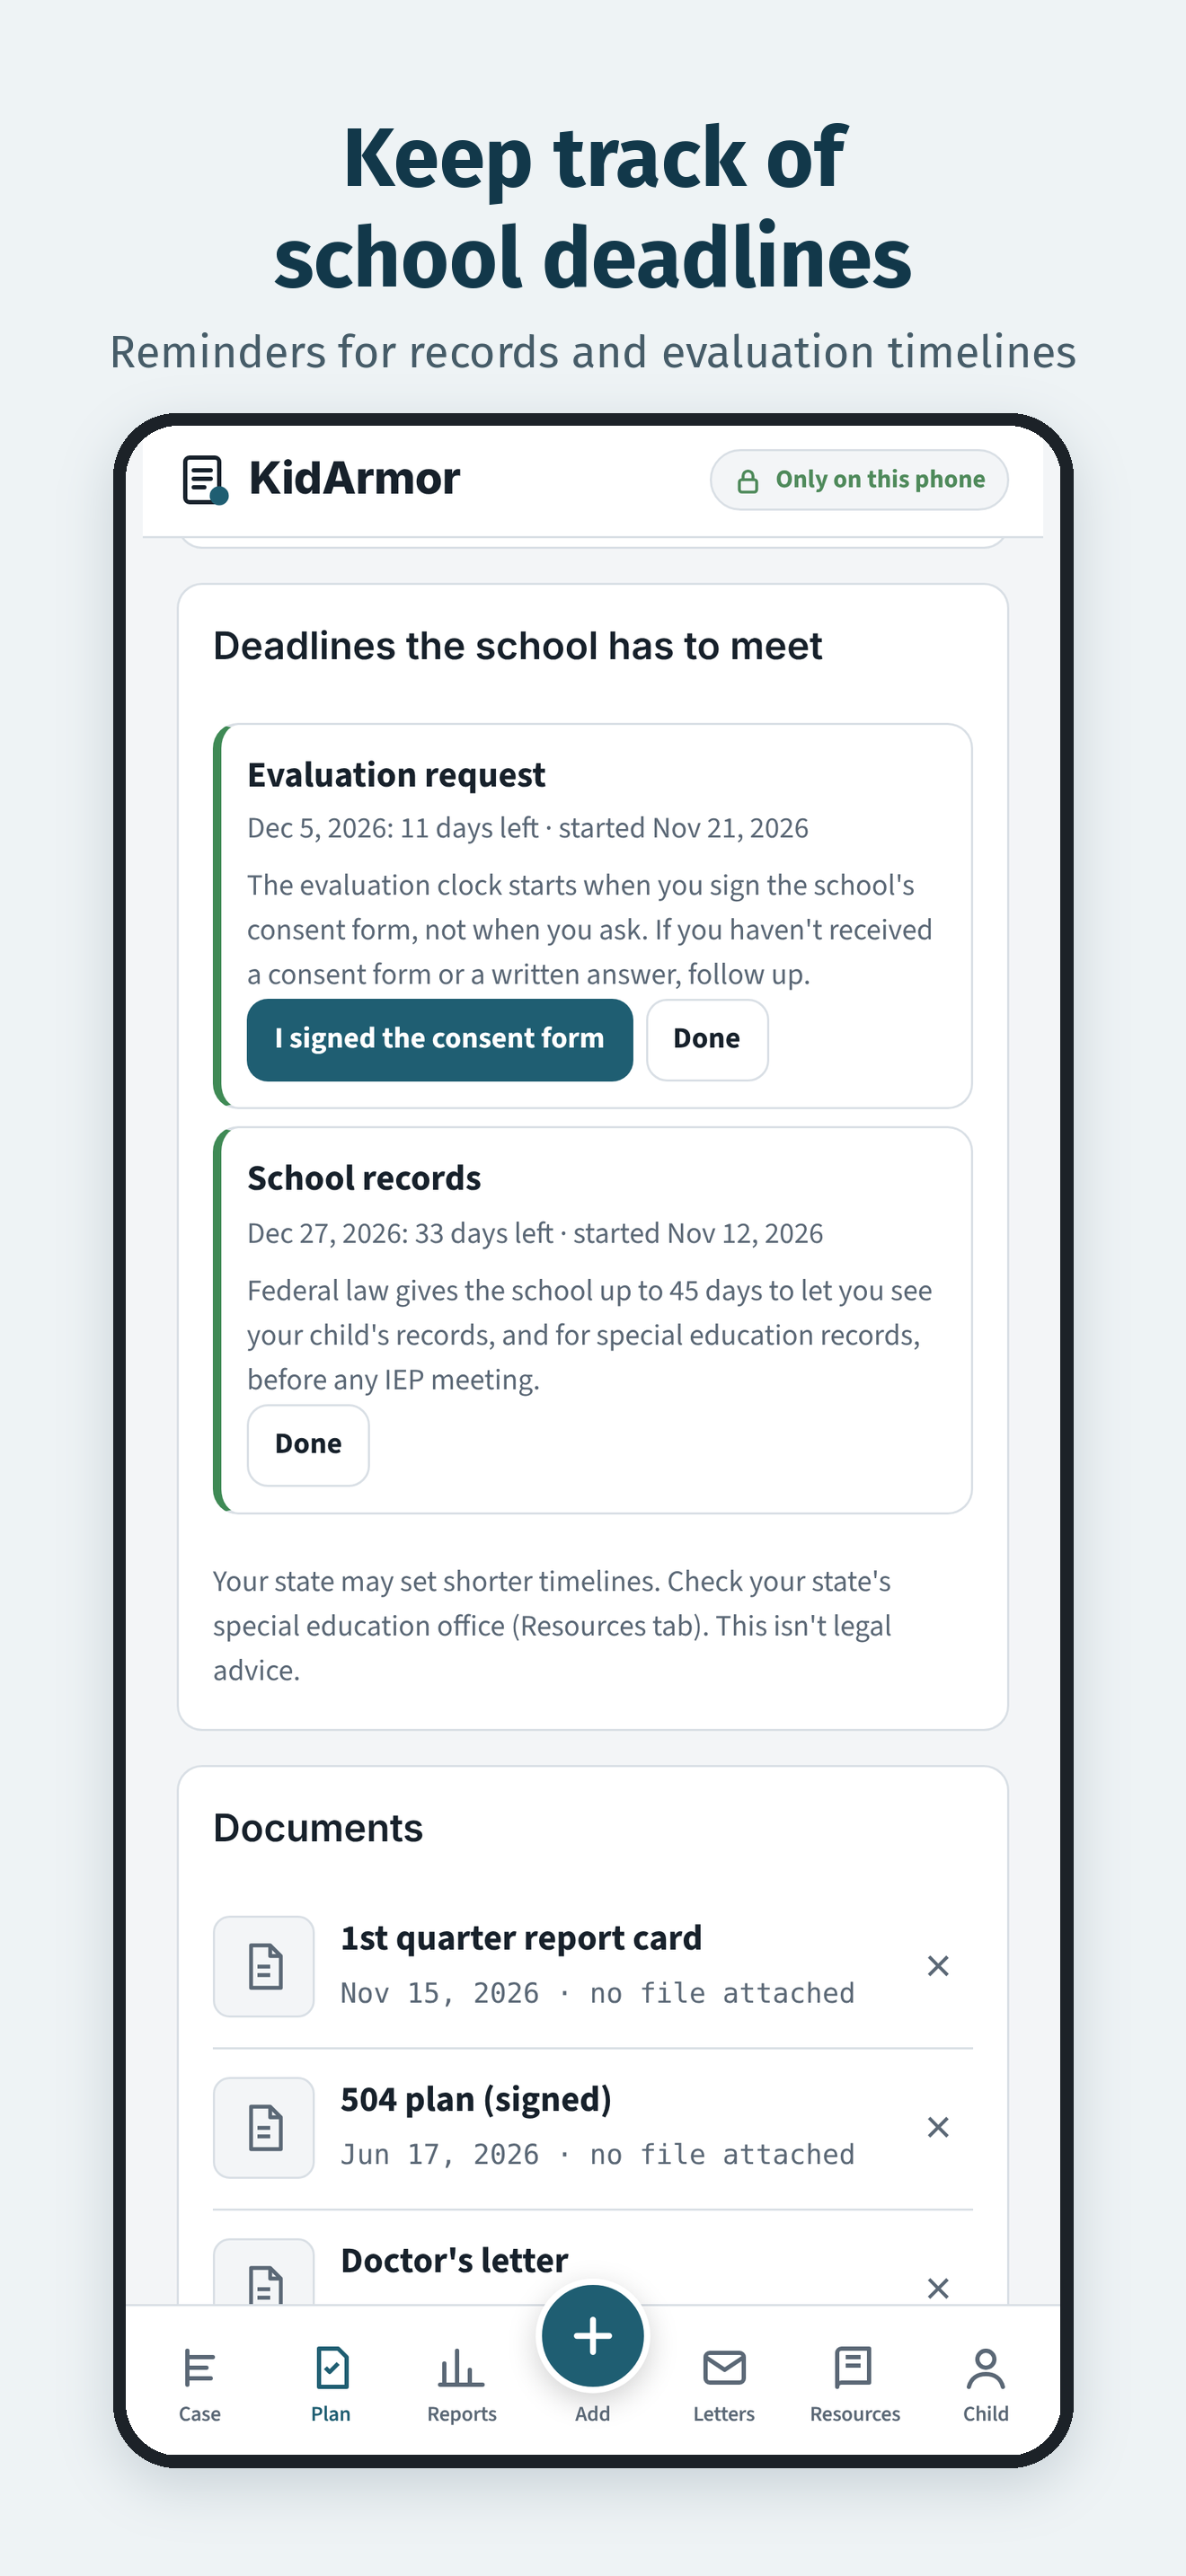 Keep track of
school deadlines
Reminders for records and evaluation timelines
KidArmor
Only on this phone
Deadlines the school has to meet
Evaluation request
Dec 5, 2026: 11 days left · started Nov 21, 2026
The evaluation clock starts when you sign the school's
consent form, not when you ask. If you haven't received
a consent form or a written answer, follow up.
I signed the consent form
Done
School records
Dec 27, 2026: 33 days left · started Nov 12, 2026
Federal law gives the school up to 45 days to let you see
your child's records, and for special education records,
before any IEP meeting.
Done
Your state may set shorter timelines. Check your state's
special education office (Resources tab). This isn't legal
advice.
Documents
1st quarter report card
Nov 15, 2026 · no file attached
504 plan (signed)
Jun 17, 2026 · no file attached
Doctor's letter
Case
Plan
Reports
Add
Letters
Resources
Child